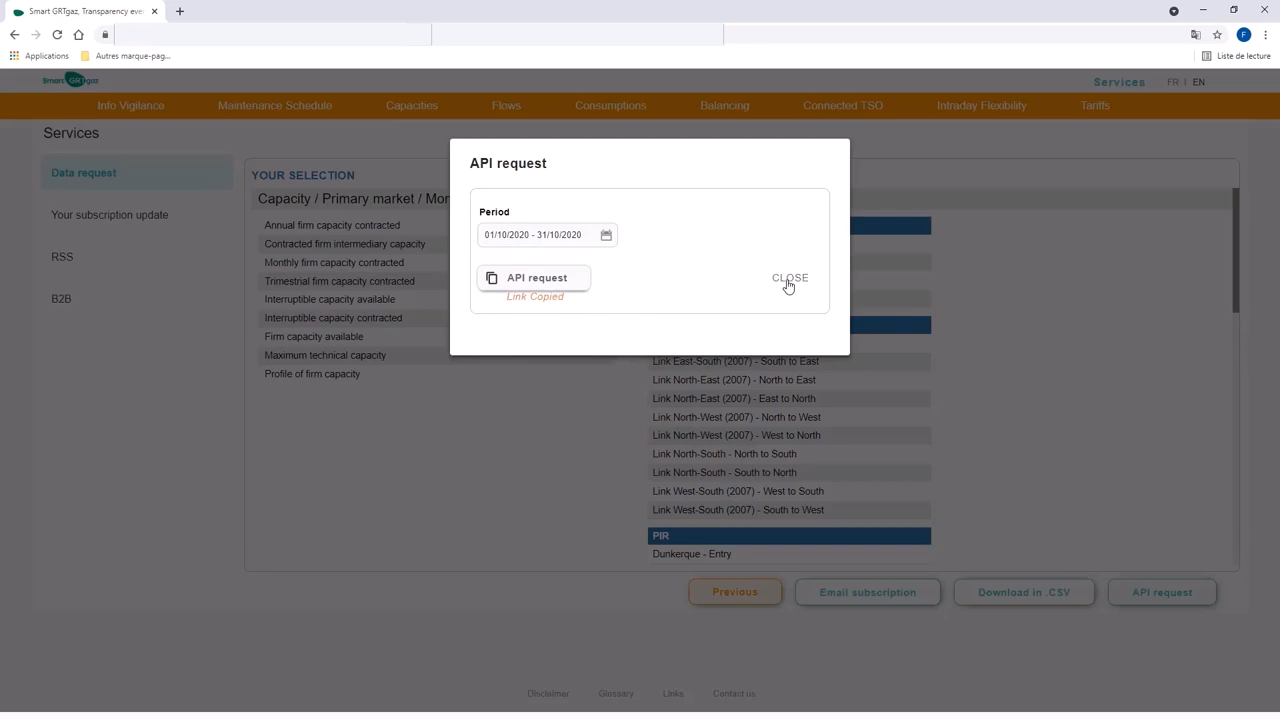 Smart GRTgaz, Transparency eve
Applications
Autres marque-pag...
F
Liste de lecture
Smart GRTgaz
Services
FR | EN
Info Vigilance
Maintenance Schedule
Capacities
Flows
Consumptions
Balancing
Connected TSO
Intraday Flexibility
Tariffs
Services
Data request
Your subscription update
RSS
B2B
YOUR SELECTION
Capacity / Primary market / Mon
Annual firm capacity contracted
Contracted firm intermediary capacity
Monthly firm capacity contracted
Trimestrial firm capacity contracted
Interruptible capacity available
Interruptible capacity contracted
Firm capacity available
Maximum technical capacity
Profile of firm capacity
API request
Period
01/10/2020 - 31/10/2020
API request
CLOSE
Link Copied
Link East-South (2007) - South to East
Link North-East (2007) - North to East
Link North-East (2007) - East to North
Link North-West (2007) - North to West
Link North-West (2007) - West to North
Link North-South - North to South
Link North-South - South to North
Link West-South (2007) - West to South
Link West-South (2007) - South to West
PIR
Dunkerque - Entry
Previous
Email subscription
Download in .CSV
API request
Disclaimer
Glossary
Links
Contact us